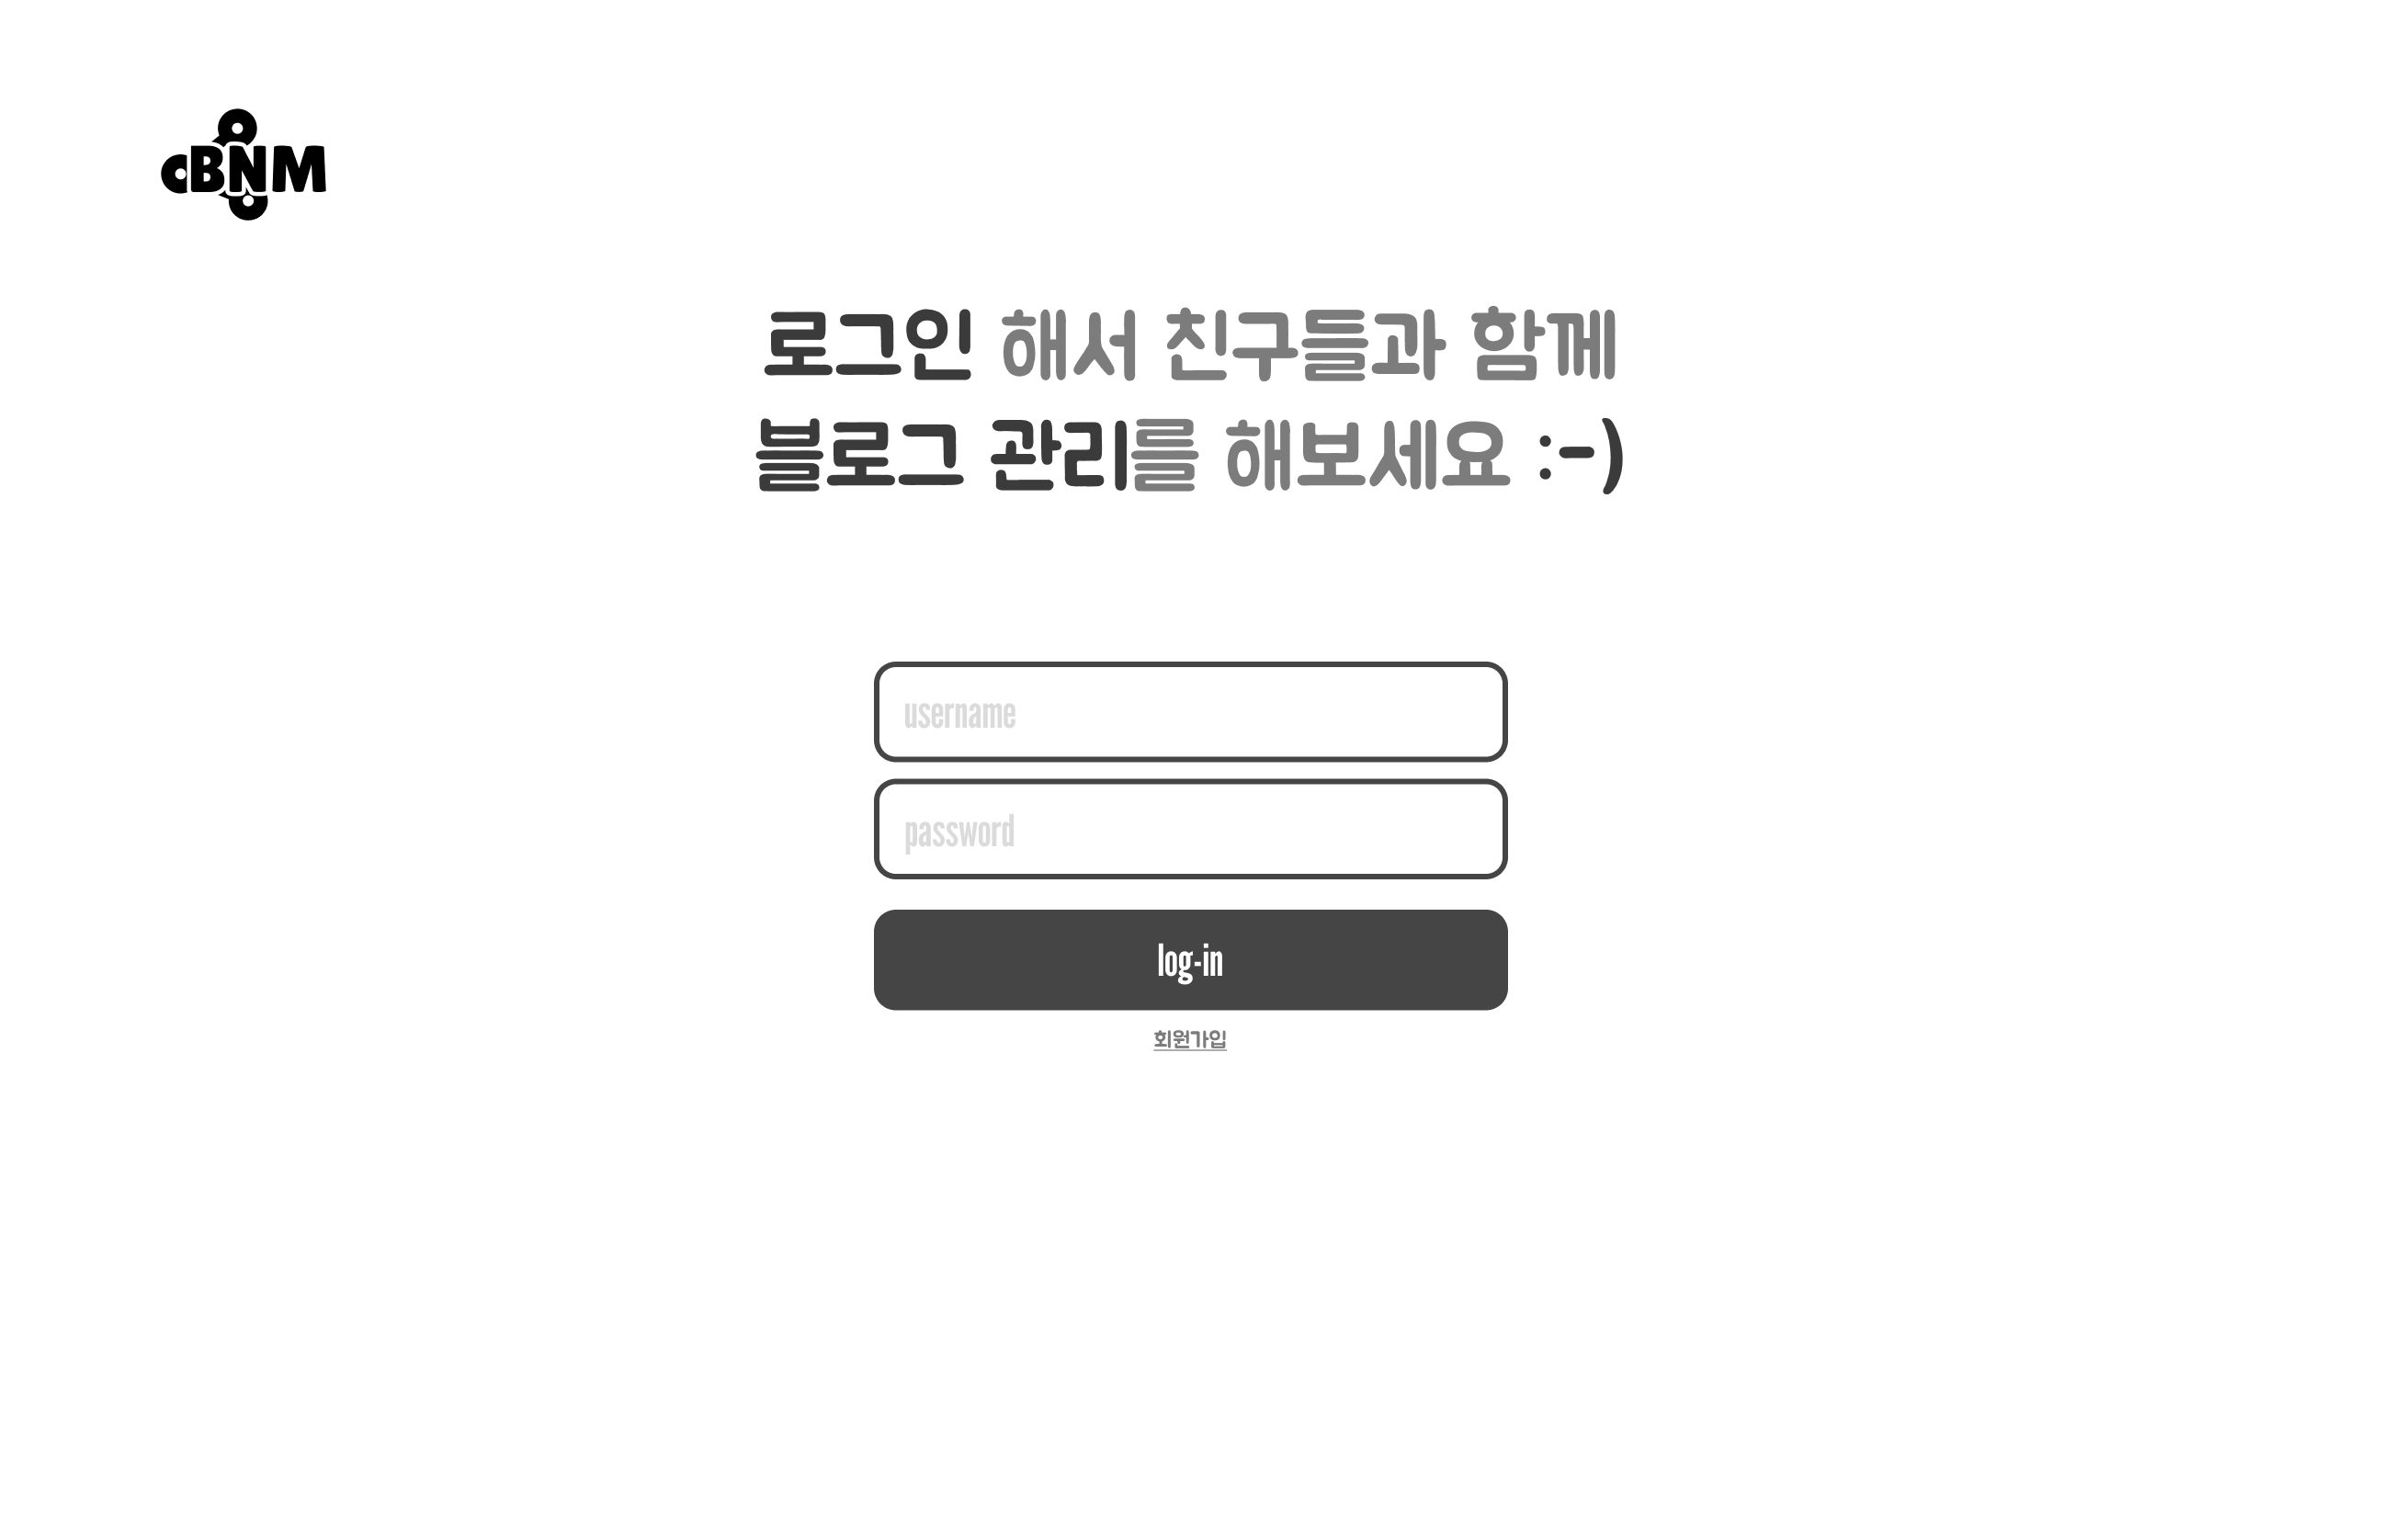 cBNM
로그인 해서 친구를과 함께
블로그 관리를 해보세요 :-)
username
password
log-in
회원가입